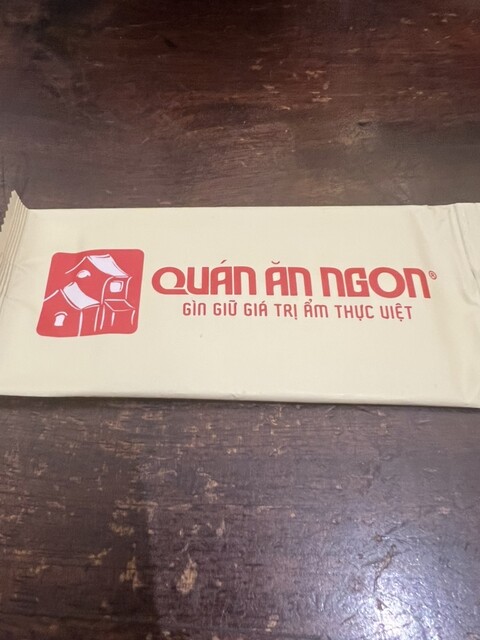 QUÁN ĂN NGON®
GÌN GIỮ GIÁ TRỊ ẨM THỰC VIỆT